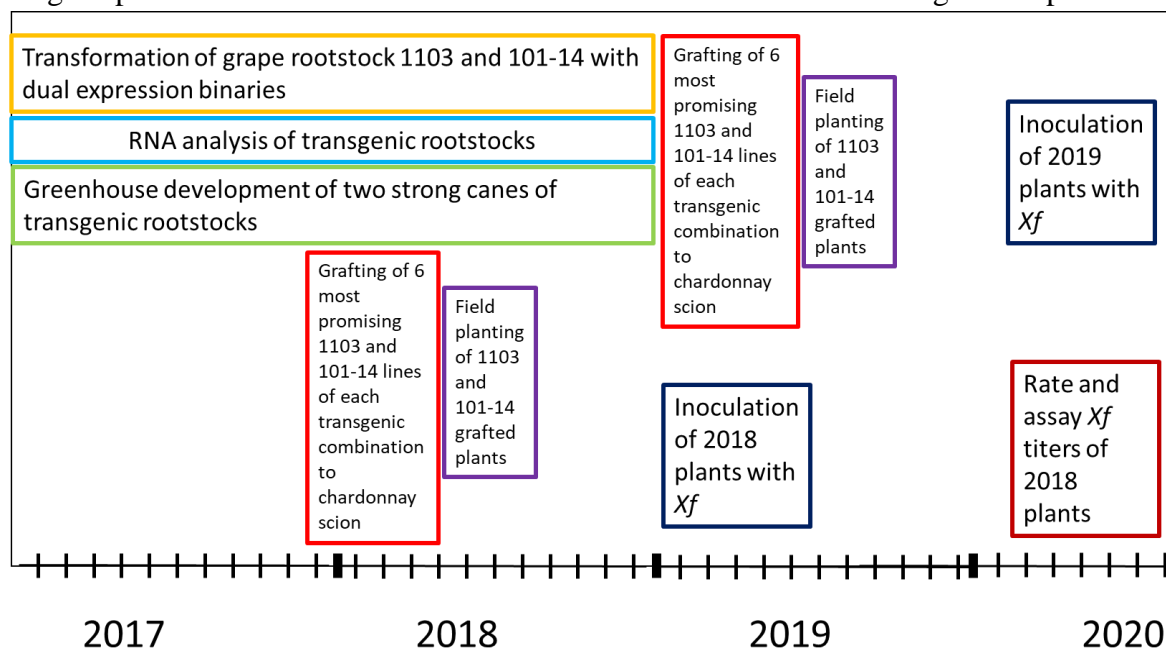 Transformation of grape rootstock 1103 and 101-14 with
dual expression binaries
RNA analysis of transgenic rootstocks
Greenhouse development of two strong canes of
transgenic rootstocks
Grafting of 6
most
promising
1103 and
101-14 lines
of each
transgenic
combination
to
chardonnay
scion
Field
planting
of 1103
and
101-14
grafted
plants
Inoculation
of 2019
plants with
Xf
Grafting of 6
most
promising
1103 and
101-14 lines
of each
transgenic
combination
to
chardonnay
scion
Field
planting
of 1103
and
101-14
grafted
plants
Inoculation
of 2018
plants with
Xf
Rate and
assay Xf
titers of
2018
plants
2017
2018
2019
2020